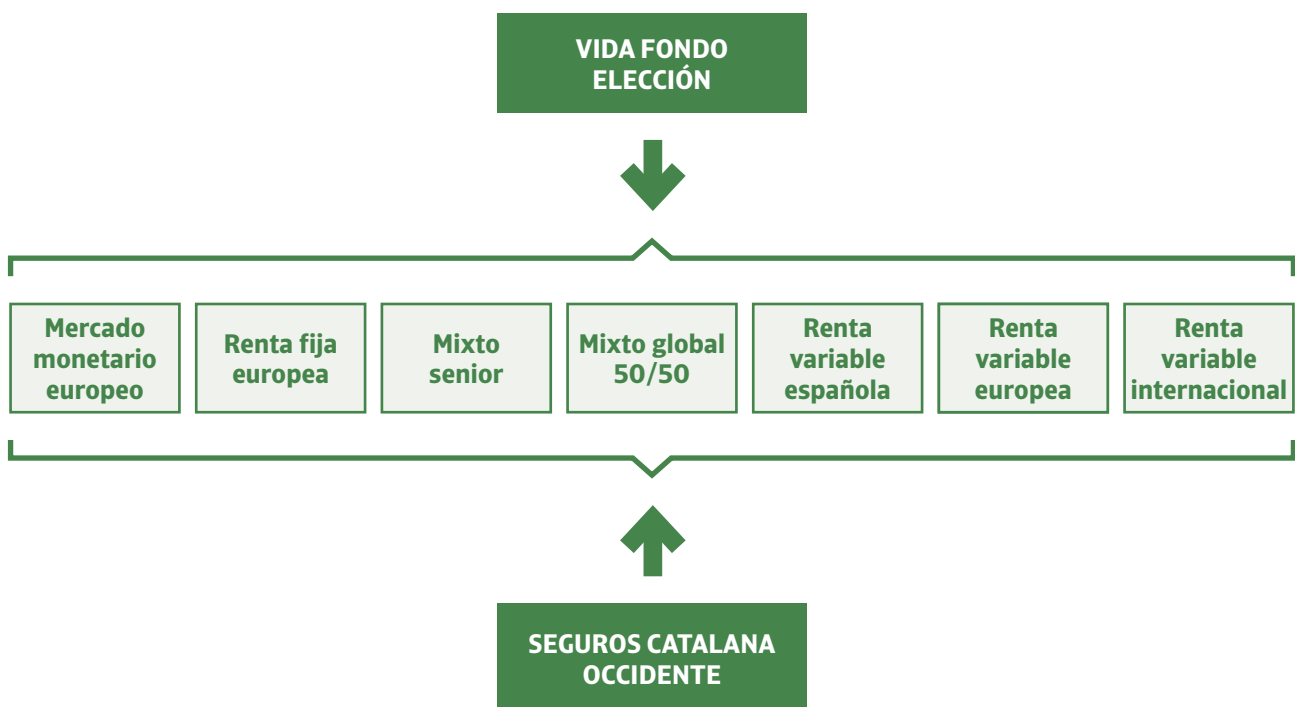 VIDA FONDO
ELECCIÓN
Mercado
monetario
europeo
Renta fija
europea
Mixto
senior
Mixto global
50/50
Renta
variable
española
Renta
variable
europea
Renta
variable
internacional
SEGUROS CATALANA
OCCIDENTE